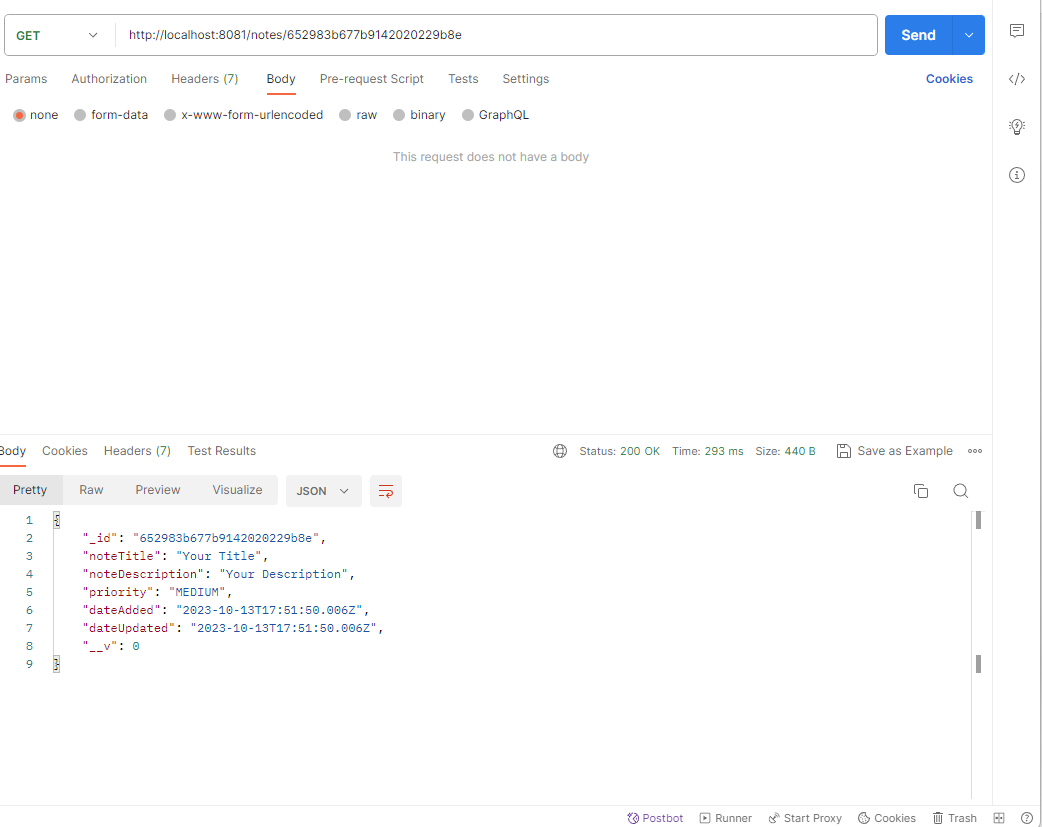 GET http://localhost:8081/notes/652983b677b9142020229b8e Send
Params Authorization Headers (7) Body Pre-request Script Tests Settings Cookies
none form-data x-www-form-urlencoded raw binary GraphQL
This request does not have a body
Body Cookies Headers (7) Test Results Status: 200 OK Time: 293 ms Size: 440 B Save as Example
Pretty Raw Preview Visualize JSON
1 {
2 "_id": "652983b677b9142020229b8e",
3 "noteTitle": "Your Title",
4 "noteDescription": "Your Description",
5 "priority": "MEDIUM",
6 "dateAdded": "2023-10-13T17:51:50.006Z",
7 "dateUpdated": "2023-10-13T17:51:50.006Z",
8 "__v": 0
9 }
Postbot Runner Start Proxy Cookies Trash